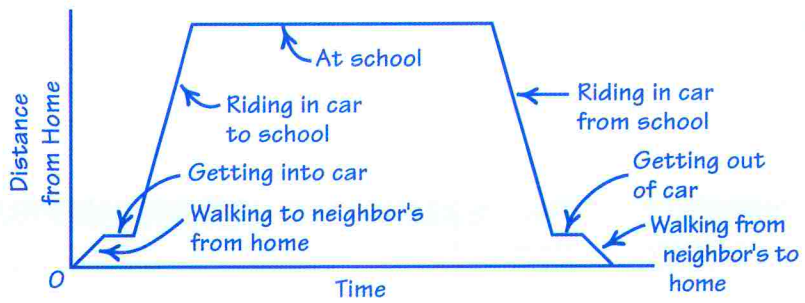 Distance
from Home
At school
Riding in car
to school
Getting into car
Walking to neighbor's
from home
Riding in car
from school
Getting out
of car
Walking from
neighbor's to
home
O
Time